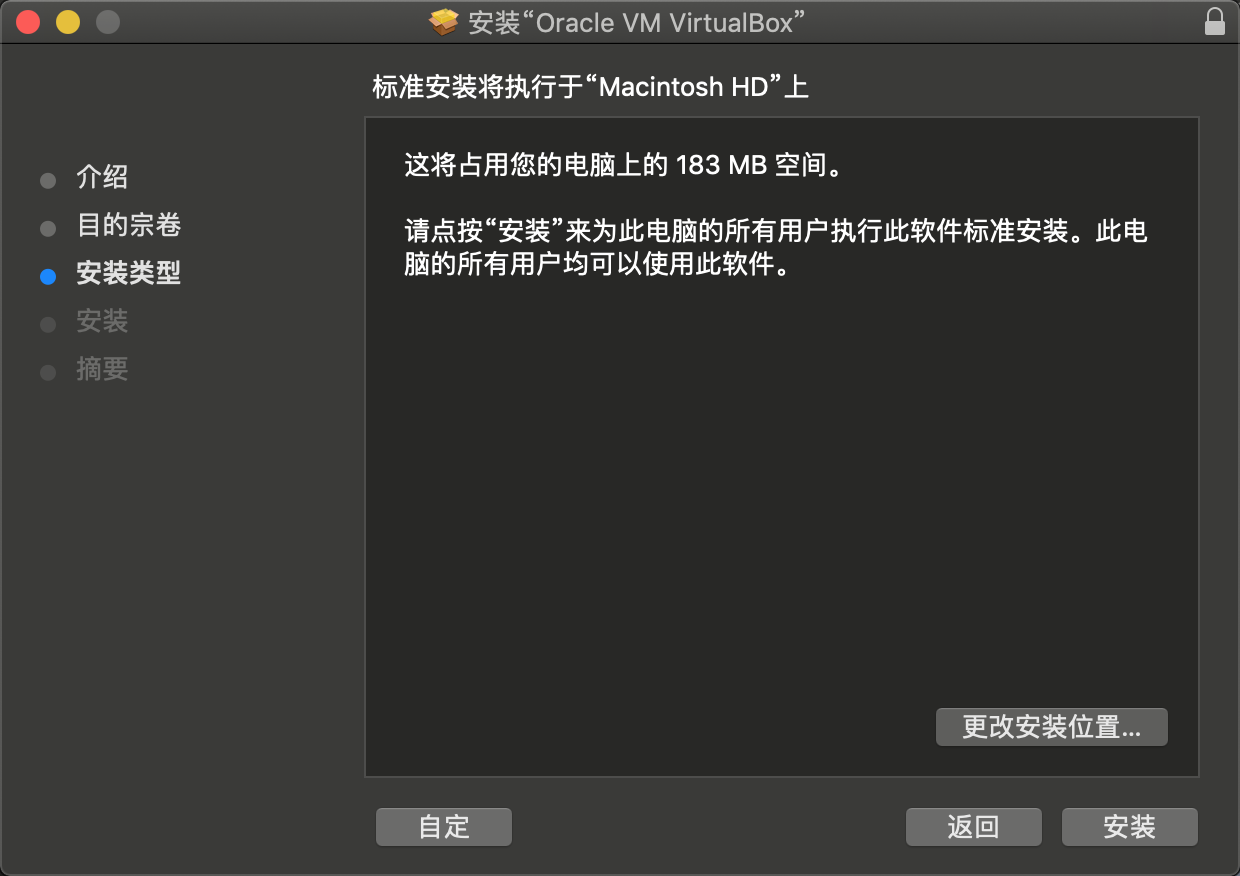 安装“Oracle VM VirtualBox”
标准安装将执行于“Macintosh HD”上
介绍
目的宗卷
安装类型
安装
摘要
这将占用您的电脑上的 183 MB 空间。
请点按“安装”来为此电脑的所有用户执行此软件标准安装。此电
脑的所有用户均可以使用此软件。
更改安装位置...
自定
返回
安装